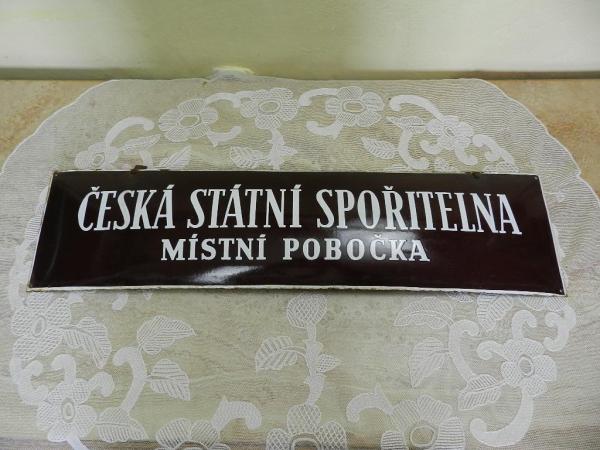 ČESKÁ STÁTNÍ SPOŘITELNA
MÍSTNÍ POBOČKA